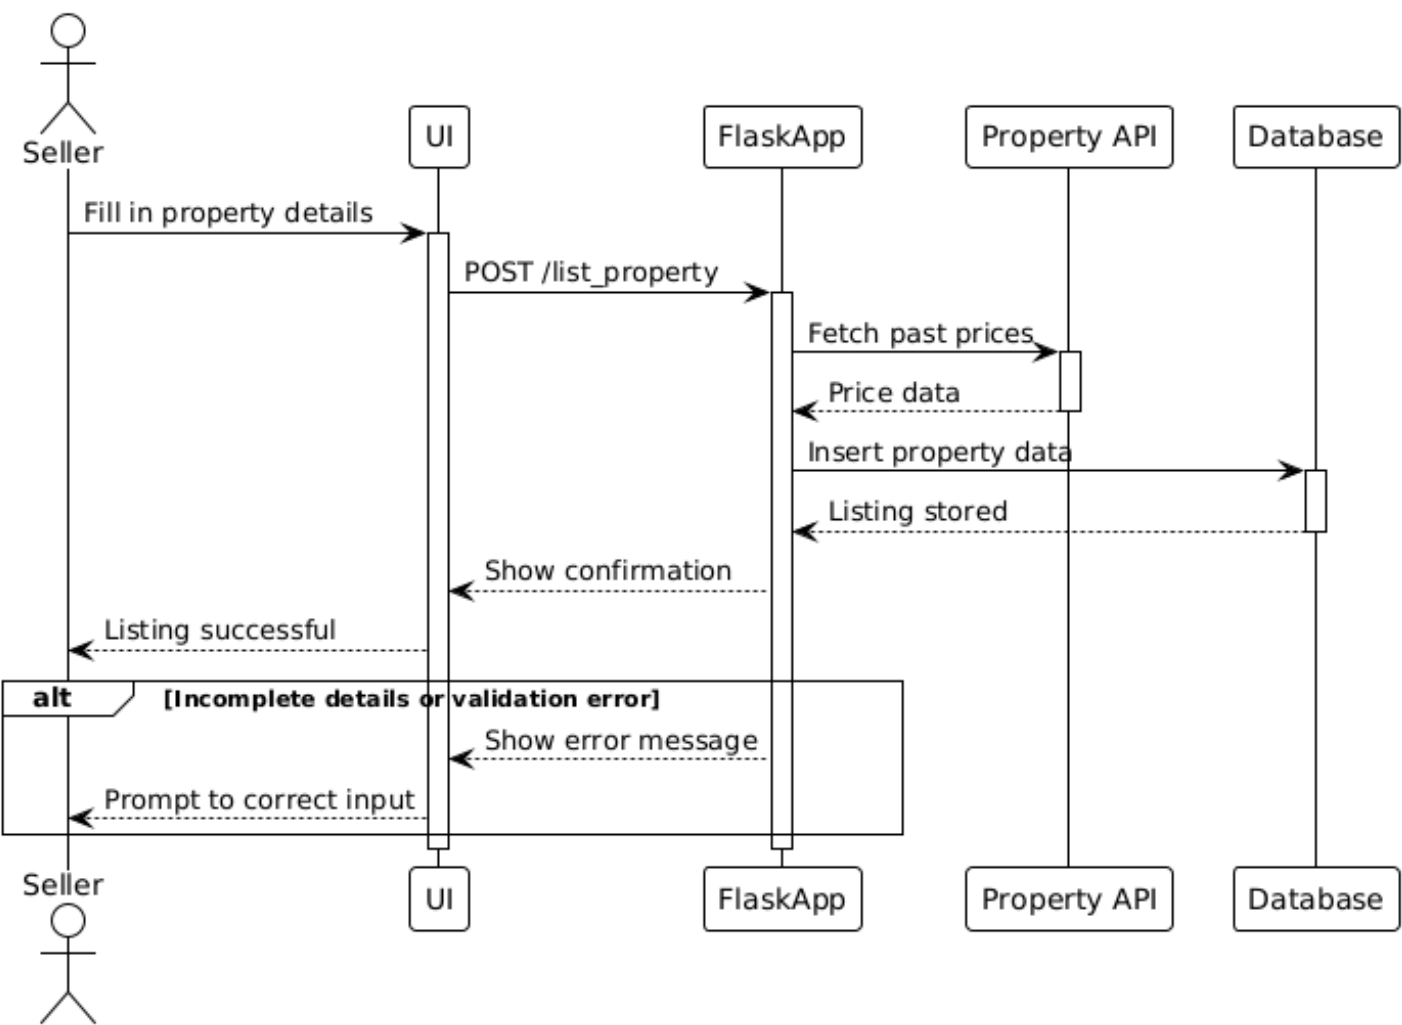 Seller
UI
FlaskApp
Property API
Database
Fill in property details
POST /list_property
Fetch past prices
Price data
Insert property data
Listing stored
Show confirmation
Listing successful
alt
[Incomplete details or validation error]
Show error message
Prompt to correct input
Seller
UI
FlaskApp
Property API
Database